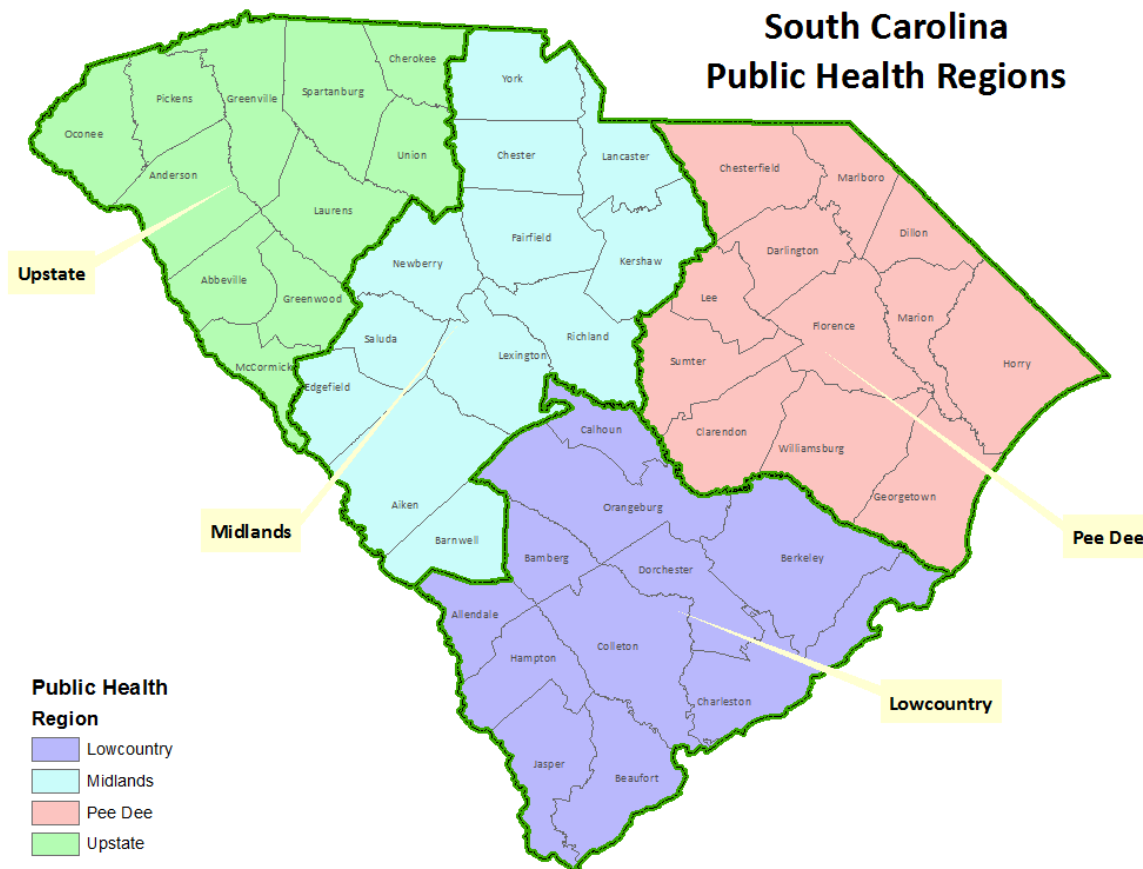 South Carolina
Public Health Regions
Cherokee
York
Pickens
Greenville
Spartanburg
Oconee
Union
Chester
Lancaster
Anderson
Chesterfield
Marlboro
Laurens
Dillon
Fairfield
Darlington
Upstate
Newberry
Kershaw
Abbeville
Greenwood
Lee
Marion
Florence
Saluda
Richland
Lexington
Sumter
McCormick
Horry
Edgefield
Calhoun
Clarendon
Williamsburg
Georgetown
Aiken
Orangeburg
Midlands
Pee Dee
Barnwell
Bamberg
Berkeley
Dorchester
Allendale
Colleton
Hampton
Charleston
Lowcountry
Jasper
Beaufort
Public Health
Region
Lowcountry
Midlands
Pee Dee
Upstate